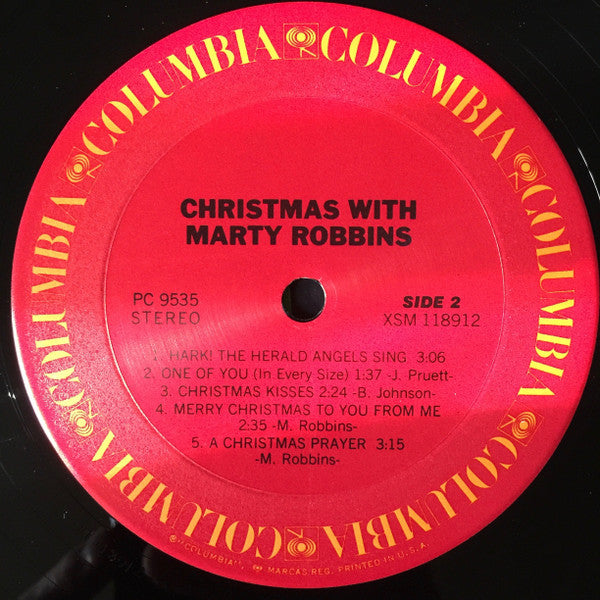 COLUMBIA COLUMBIA COLUMBIA COLUMBIA COLUMBIA COLUMBIA
CHRISTMAS WITH
MARTY ROBBINS
PC 9535
STEREO
SIDE 2
XSM 118912
1. HARK! THE HERALD ANGELS SING 3:06
2. ONE OF YOU (In Every Size) 1:37 -J. Pruett-
3. CHRISTMAS KISSES 2:24 -B. Johnson-
4. MERRY CHRISTMAS TO YOU FROM ME
2:35 -M. Robbins-
5. A CHRISTMAS PRAYER 3:15
-M. Robbins-
"COLUMBIA", MARCAS REG. PRINTED IN U.S.A.